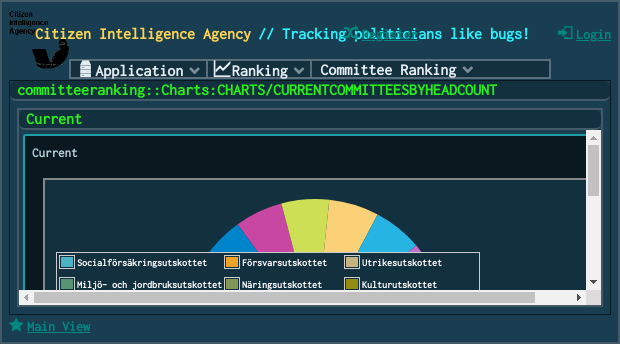 Citizen
Intelligence
Agency
Citizen Intelligence Agency // Tracking politicians like bugs!
Register
Login
Application
Ranking
Committee Ranking
committeeranking::Charts:CHARTS/CURRENTCOMMITTEESBYHEADCOUNT
Current
Current
Socialförsäkringsutskottet
Försvarsutskottet
Utrikesutskottet
Miljö- och jordbruksutskottet
Näringsutskottet
Kulturutskottet
Main View